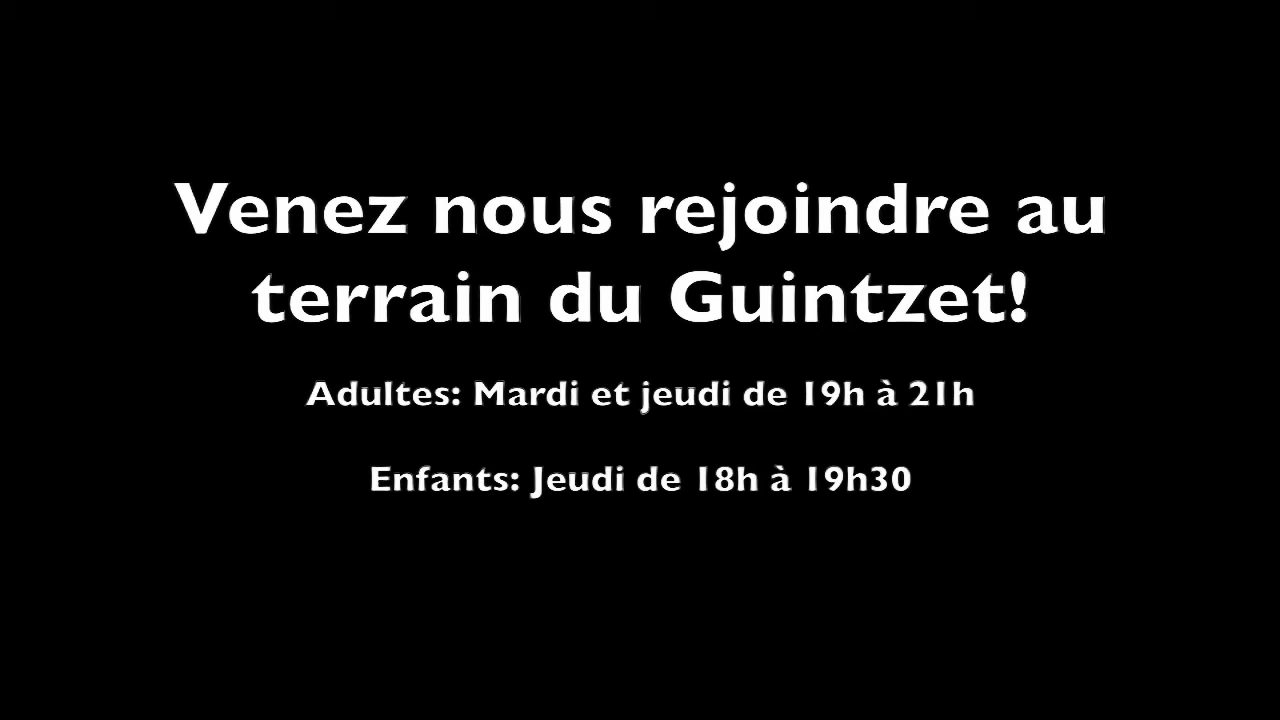 Venez nous rejoindre au
terrain du Guintzet!
Adultes: Mardi et jeudi de 19h à 21h
Enfants: Jeudi de 18h à 19h30